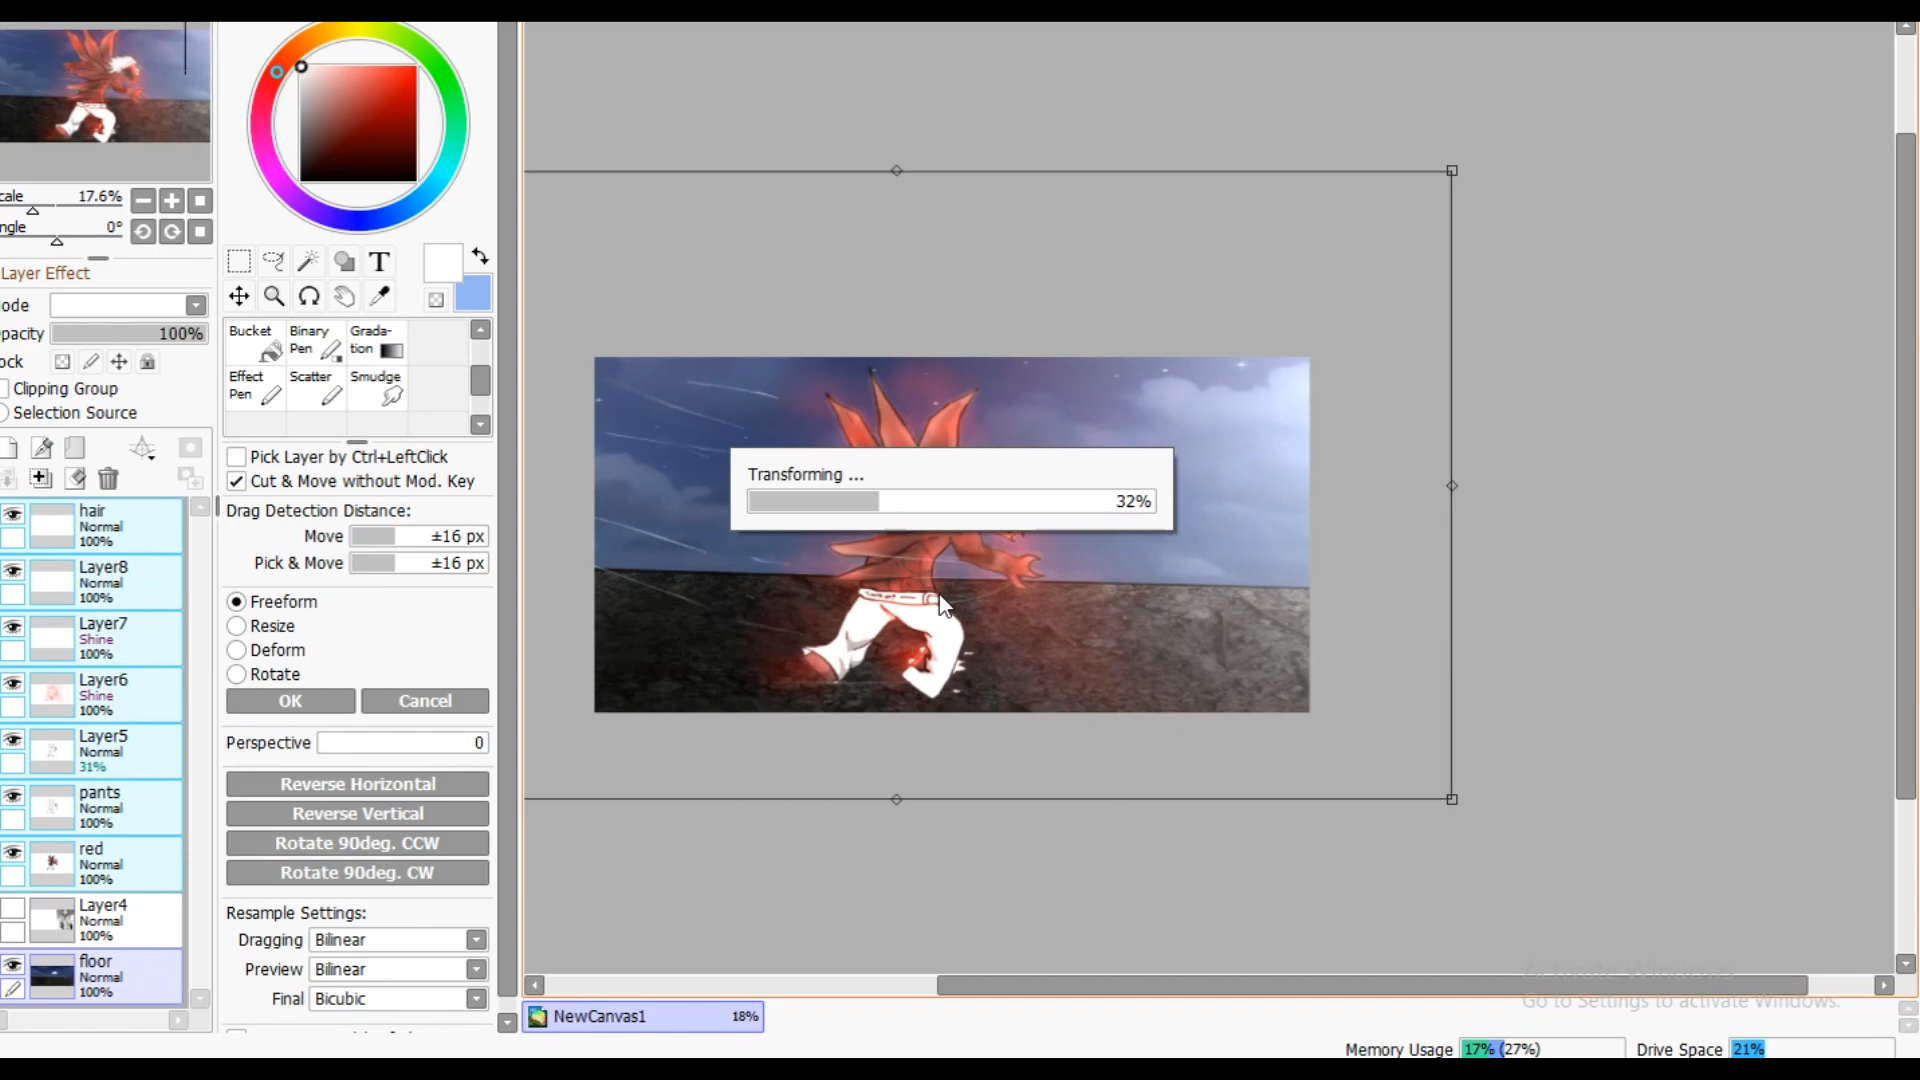 cale 17.6%
ngle 0°
Layer Effect
ode
pacity 100%
ock
Clipping Group
Selection Source
hair
Normal
100%
Layer8
Normal
100%
Layer7
Shine
100%
Layer6
Shine
100%
Layer5
Normal
31%
pants
Normal
100%
red
Normal
100%
Layer4
Normal
100%
floor
Normal
100%
T
Bucket
Binary Pen
Grada-tion
Effect Pen
Scatter
Smudge
Pick Layer by Ctrl+LeftClick
Cut & Move without Mod. Key
Drag Detection Distance:
Move ±16 px
Pick & Move ±16 px
Freeform
Resize
Deform
Rotate
OK Cancel
Perspective 0
Reverse Horizontal
Reverse Vertical
Rotate 90deg. CCW
Rotate 90deg. CW
Resample Settings:
Dragging Bilinear
Preview Bilinear
Final Bicubic
Transforming ...
32%
NewCanvas1 18%
Activate Windows
Go to Settings to activate Windows.
Memory Usage 17% (27%) Drive Space 21%